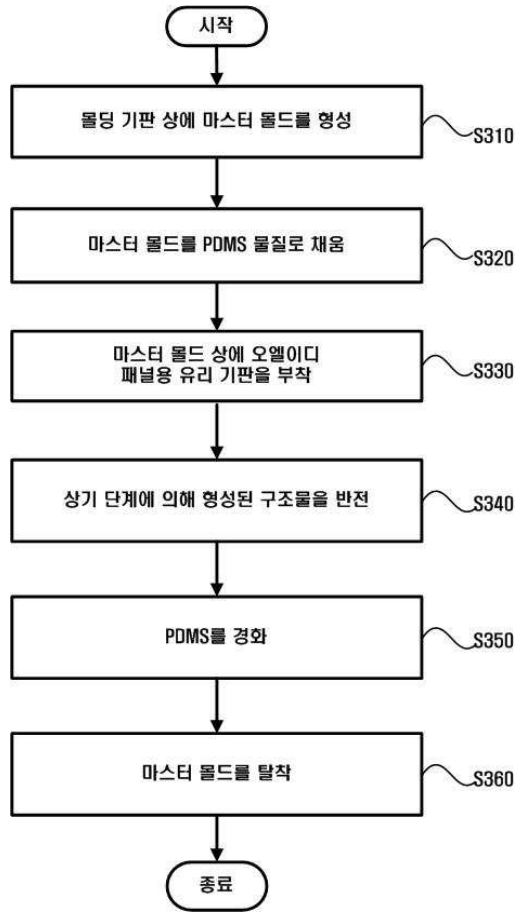 시작
몰딩 기판 상에 마스터 몰드를 형성
S310
마스터 몰드를 PDMS 물질로 채움
S320
마스터 몰드 상에 오엘이디
패널용 유리 기판을 부착
S330
상기 단계에 의해 형성된 구조물을 반전
S340
PDMS를 경화
S350
마스터 몰드를 탈착
S360
종료